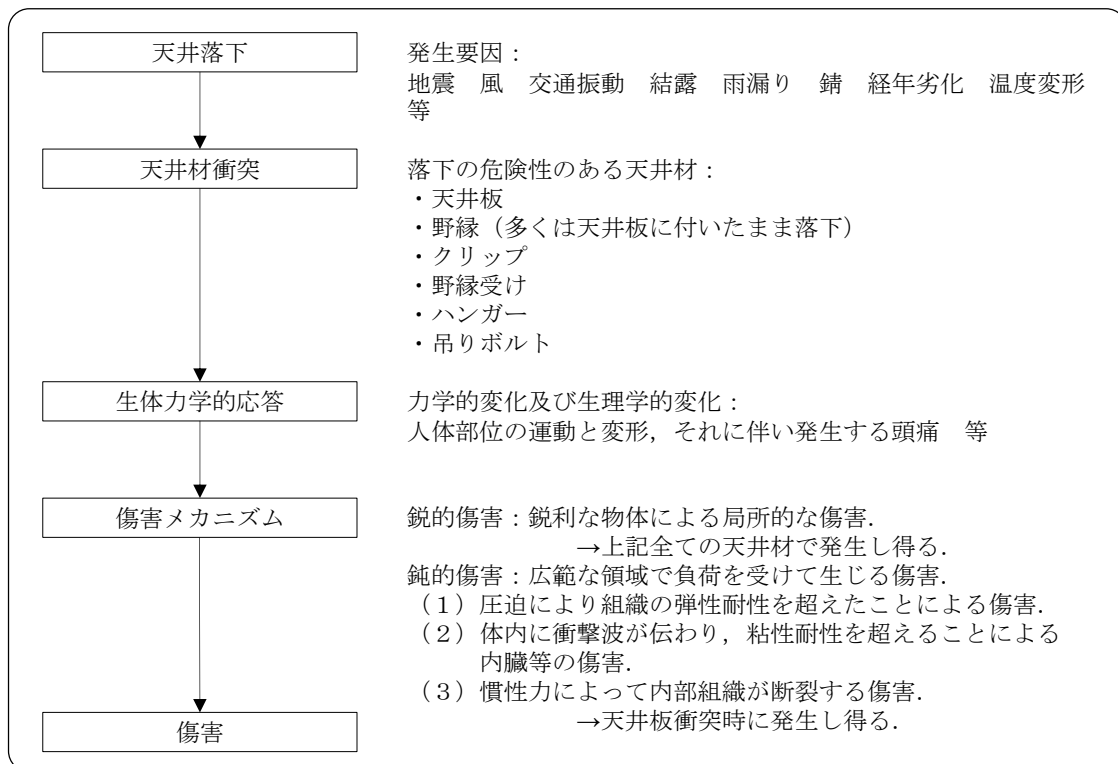 天井落下
発生要因：
地震　風　交通振動　結露　雨漏り　錆　経年劣化　温度変形
等
天井材衝突
落下の危険性のある天井材：
・天井板
・野縁（多くは天井板に付いたまま落下）
・クリップ
・野縁受け
・ハンガー
・吊りボルト
生体力学的応答
力学的変化及び生理学的変化：
人体部位の運動と変形，それに伴い発生する頭痛　等
傷害メカニズム
鋭的傷害：鋭利な物体による局所的な傷害．
→上記全ての天井材で発生し得る．
鈍的傷害：広範な領域で負荷を受けて生じる傷害．
（１）圧迫により組織の弾性耐性を超えたことによる傷害．
（２）体内に衝撃波が伝わり，粘性耐性を超えることによる
内臓等の傷害．
（３）慣性力によって内部組織が断裂する傷害．
→天井板衝突時に発生し得る．
傷害